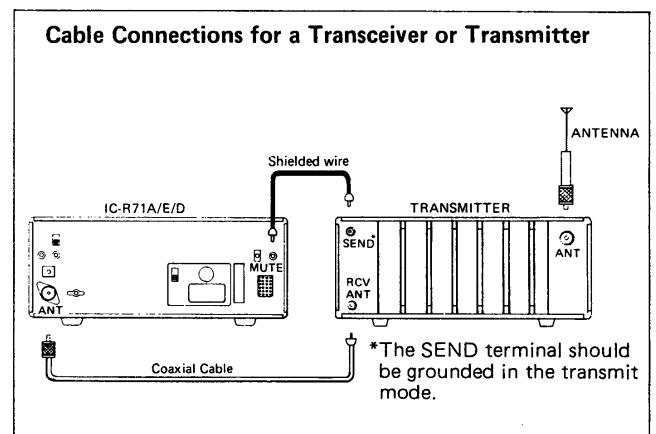 Cable Connections for a Transceiver or Transmitter
ANTENNA
Shielded wire
IC-R71A/E/D
TRANSMITTER
SEND*
ANT
MUTE
RCV
ANT
ANT
Coaxial Cable
*The SEND terminal should
be grounded in the transmit
mode.